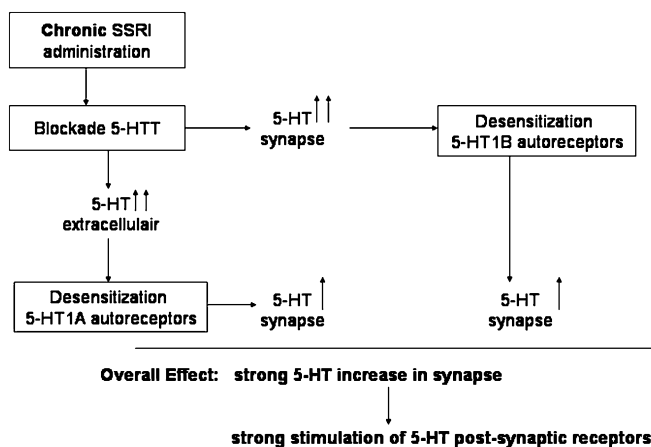 Chronic SSRI
administration
Blockade 5-HTT
5-HT
synapse
Desensitization
5-HT1B autoreceptors
5-HT
extracellulair
Desensitization
5-HT1A autoreceptors
5-HT
synapse
5-HT
synapse
Overall Effect: strong 5-HT increase in synapse
strong stimulation of 5-HT post-synaptic receptors